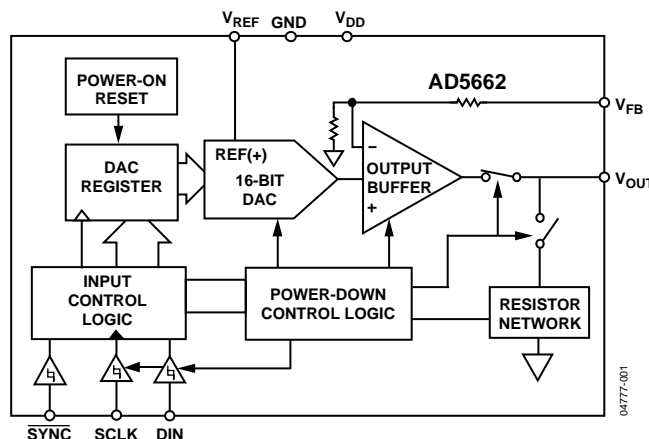 VREF GND VDD
POWER-ON
RESET
AD5662
VFB
REF(+)
16-BIT
DAC
DAC
REGISTER
–
OUTPUT
BUFFER
+
VOUT
INPUT
CONTROL
LOGIC
POWER-DOWN
CONTROL LOGIC
RESISTOR
NETWORK
SYNC SCLK DIN
04777-001